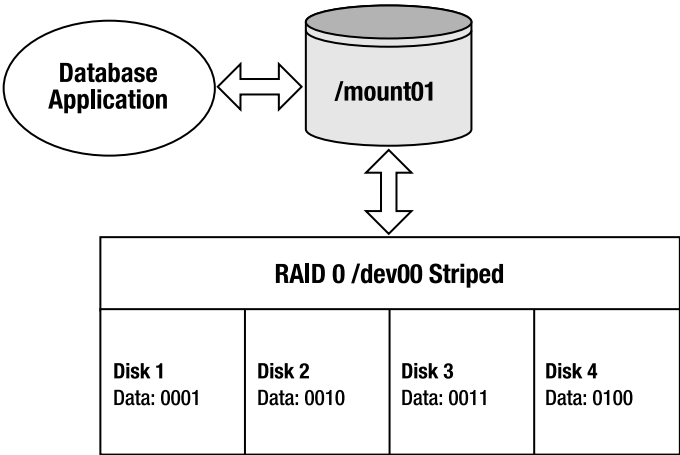 Database
Application
/mount01
RAID 0 /dev00 Striped
Disk 1
Data: 0001
Disk 2
Data: 0010
Disk 3
Data: 0011
Disk 4
Data: 0100